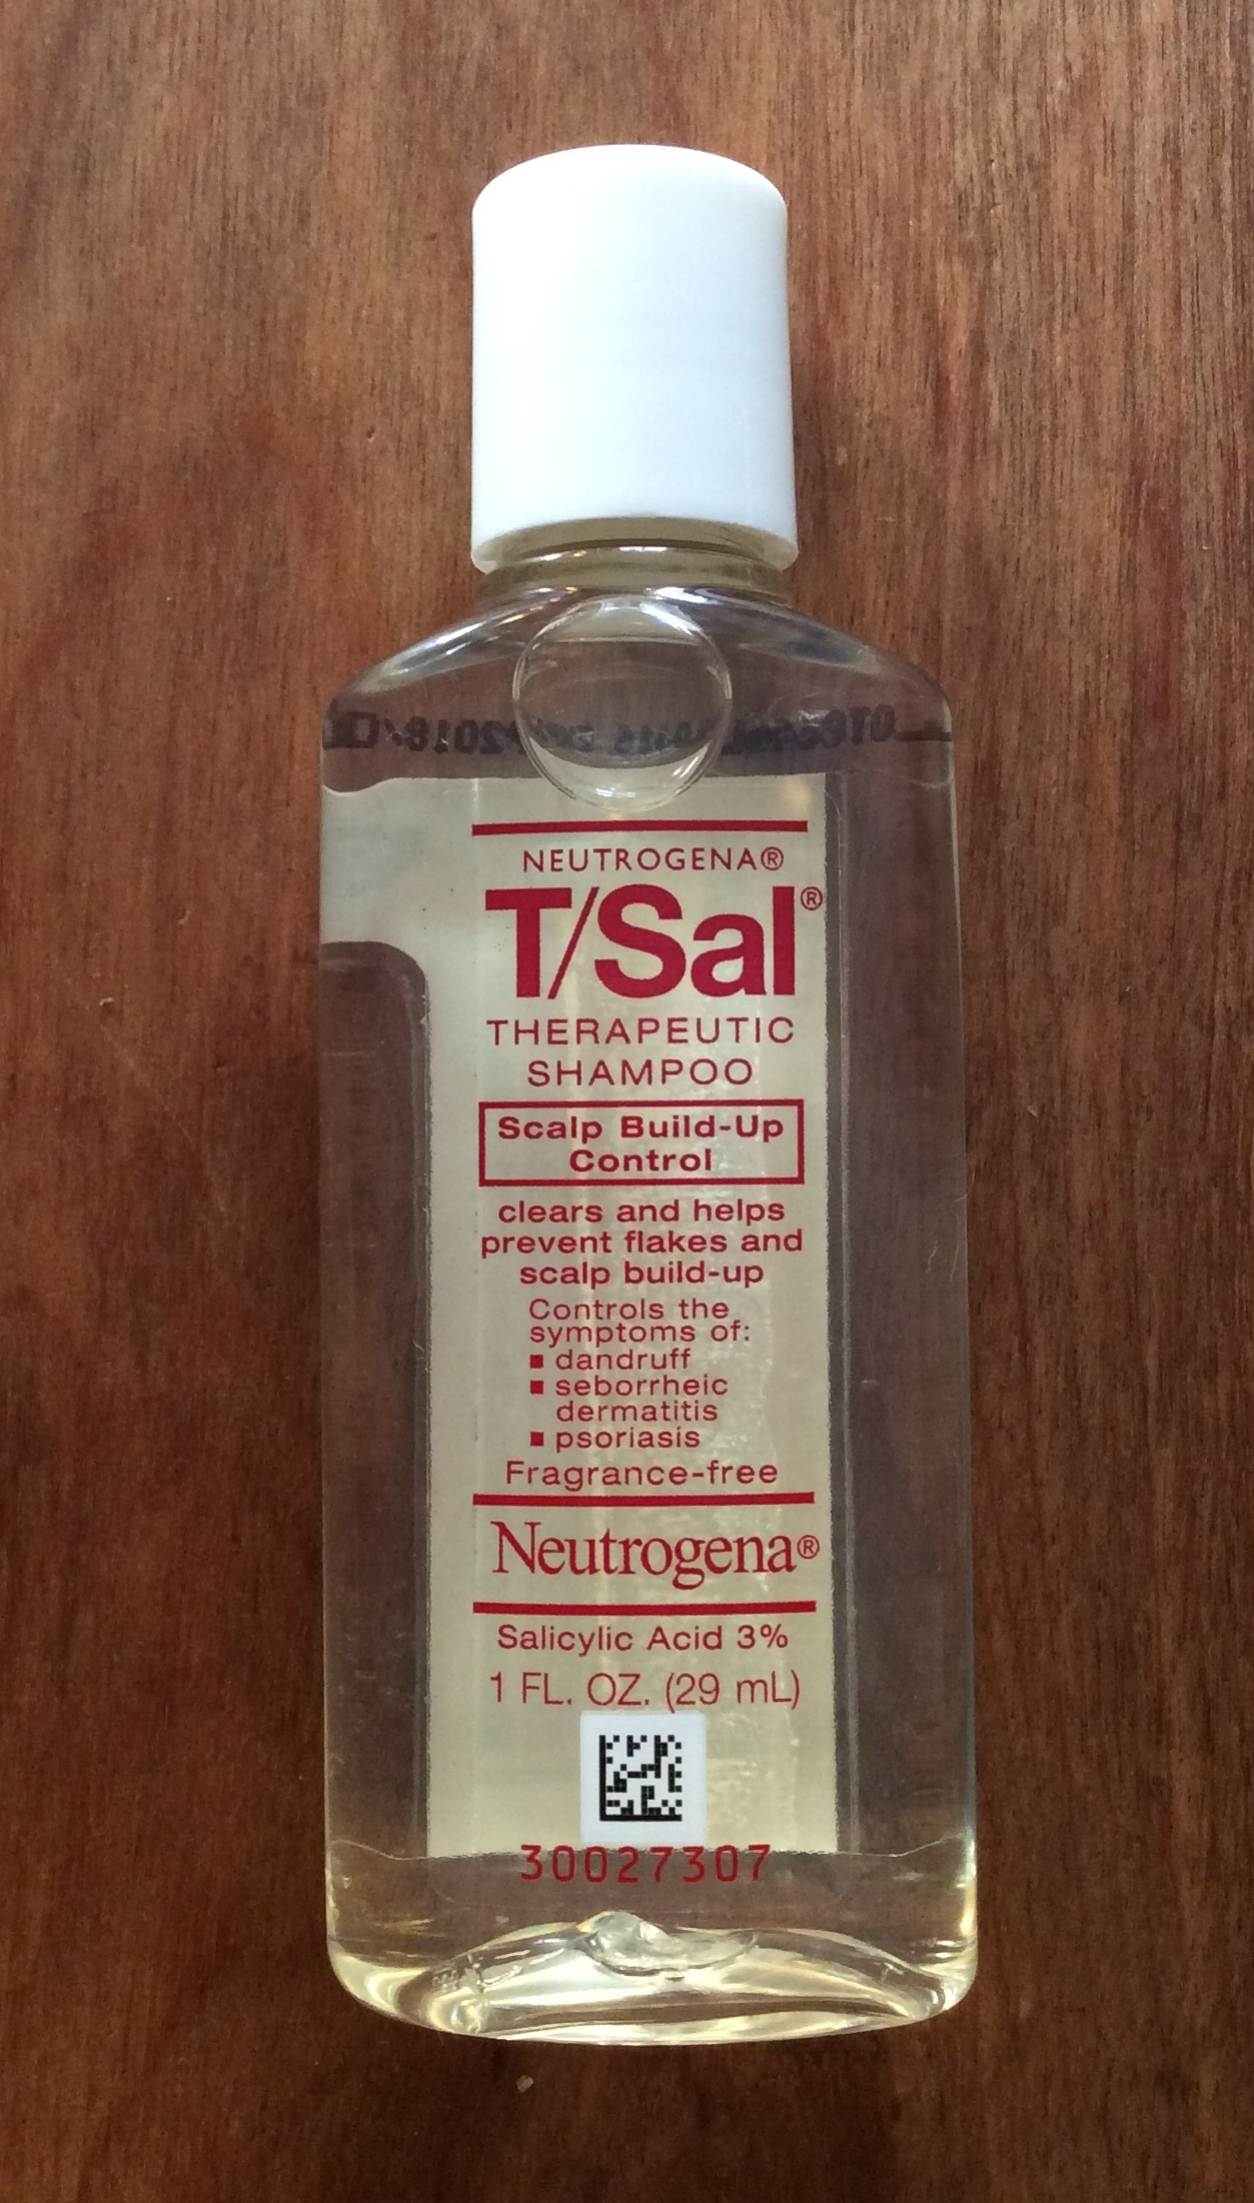 NEUTROGENA®
T/Sal®
THERAPEUTIC
SHAMPOO
Scalp Build-Up
Control
clears and helps
prevent flakes and
scalp build-up
Controls the
symptoms of:
▪ dandruff
▪ seborrheic
dermatitis
▪ psoriasis
Fragrance-free
Neutrogena®
Salicylic Acid 3%
1 FL. OZ. (29 mL)
30027307